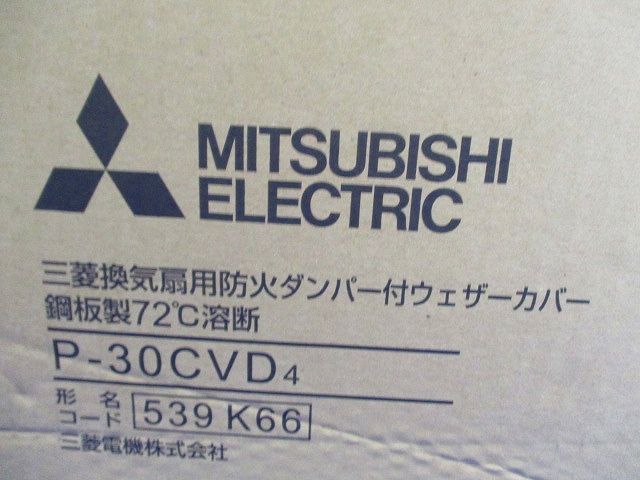 MITSUBISHI
ELECTRIC
三菱換気扇用防火ダンパー付ウェザーカバー
鋼板製72℃溶断
P-30CVD4
形名
コード 539 K66
三菱電機株式会社